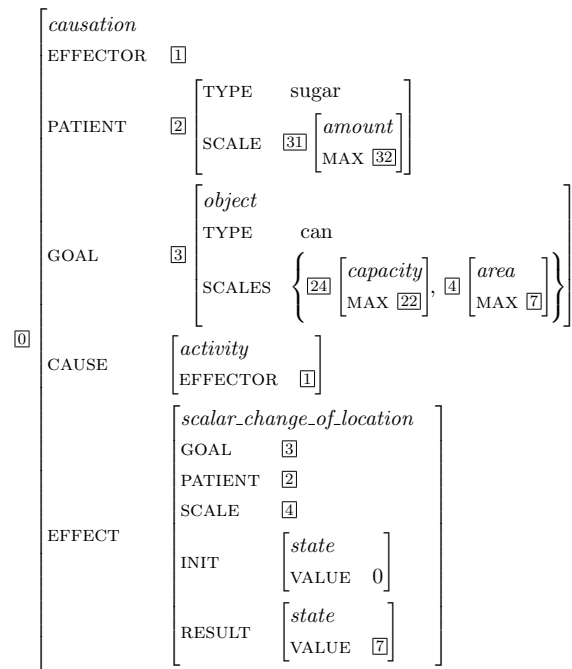 causation
EFFECTOR 1
PATIENT 2
TYPE sugar
SCALE 31
amount
MAX 32
GOAL 3
object
TYPE can
SCALES { 24
capacity
MAX 22
, 4
area
MAX 7
}
0
CAUSE
activity
EFFECTOR 1
EFFECT
scalar_change_of_location
GOAL 3
PATIENT 2
SCALE 4
INIT
state
VALUE 0
RESULT
state
VALUE 7